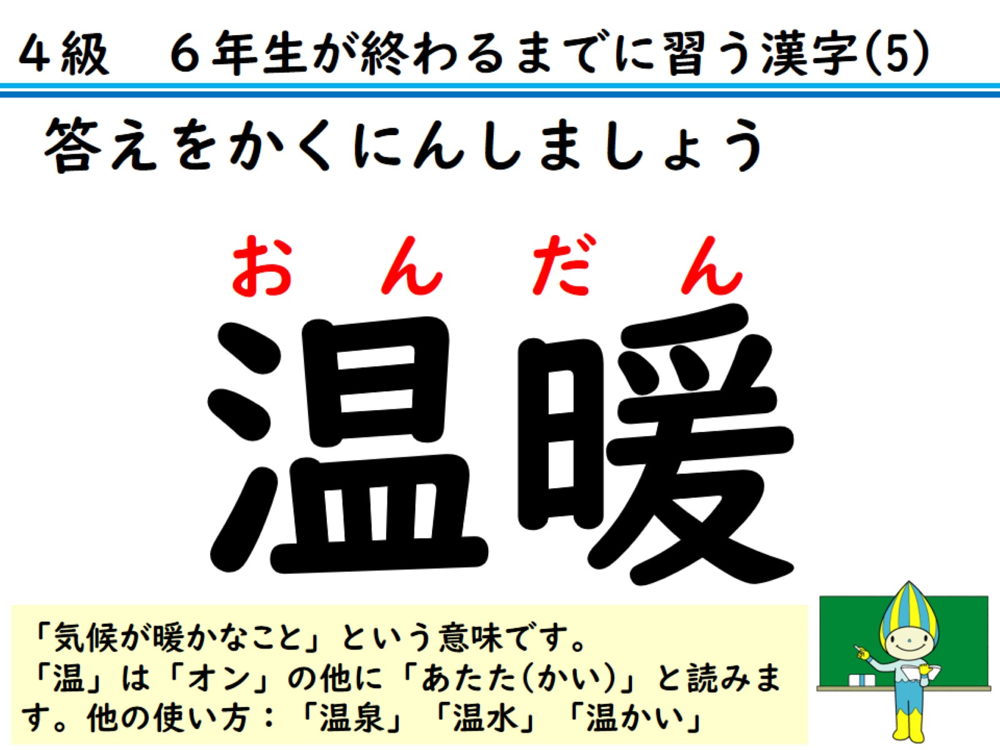 ４級　６年生が終わるまでに習う漢字(5)
答えをかくにんしましょう
おんだん
温暖
「気候が暖かなこと」という意味です。
「温」は「オン」の他に「あたた(かい)」と読みま
す。他の使い方：「温泉」「温水」「温かい」